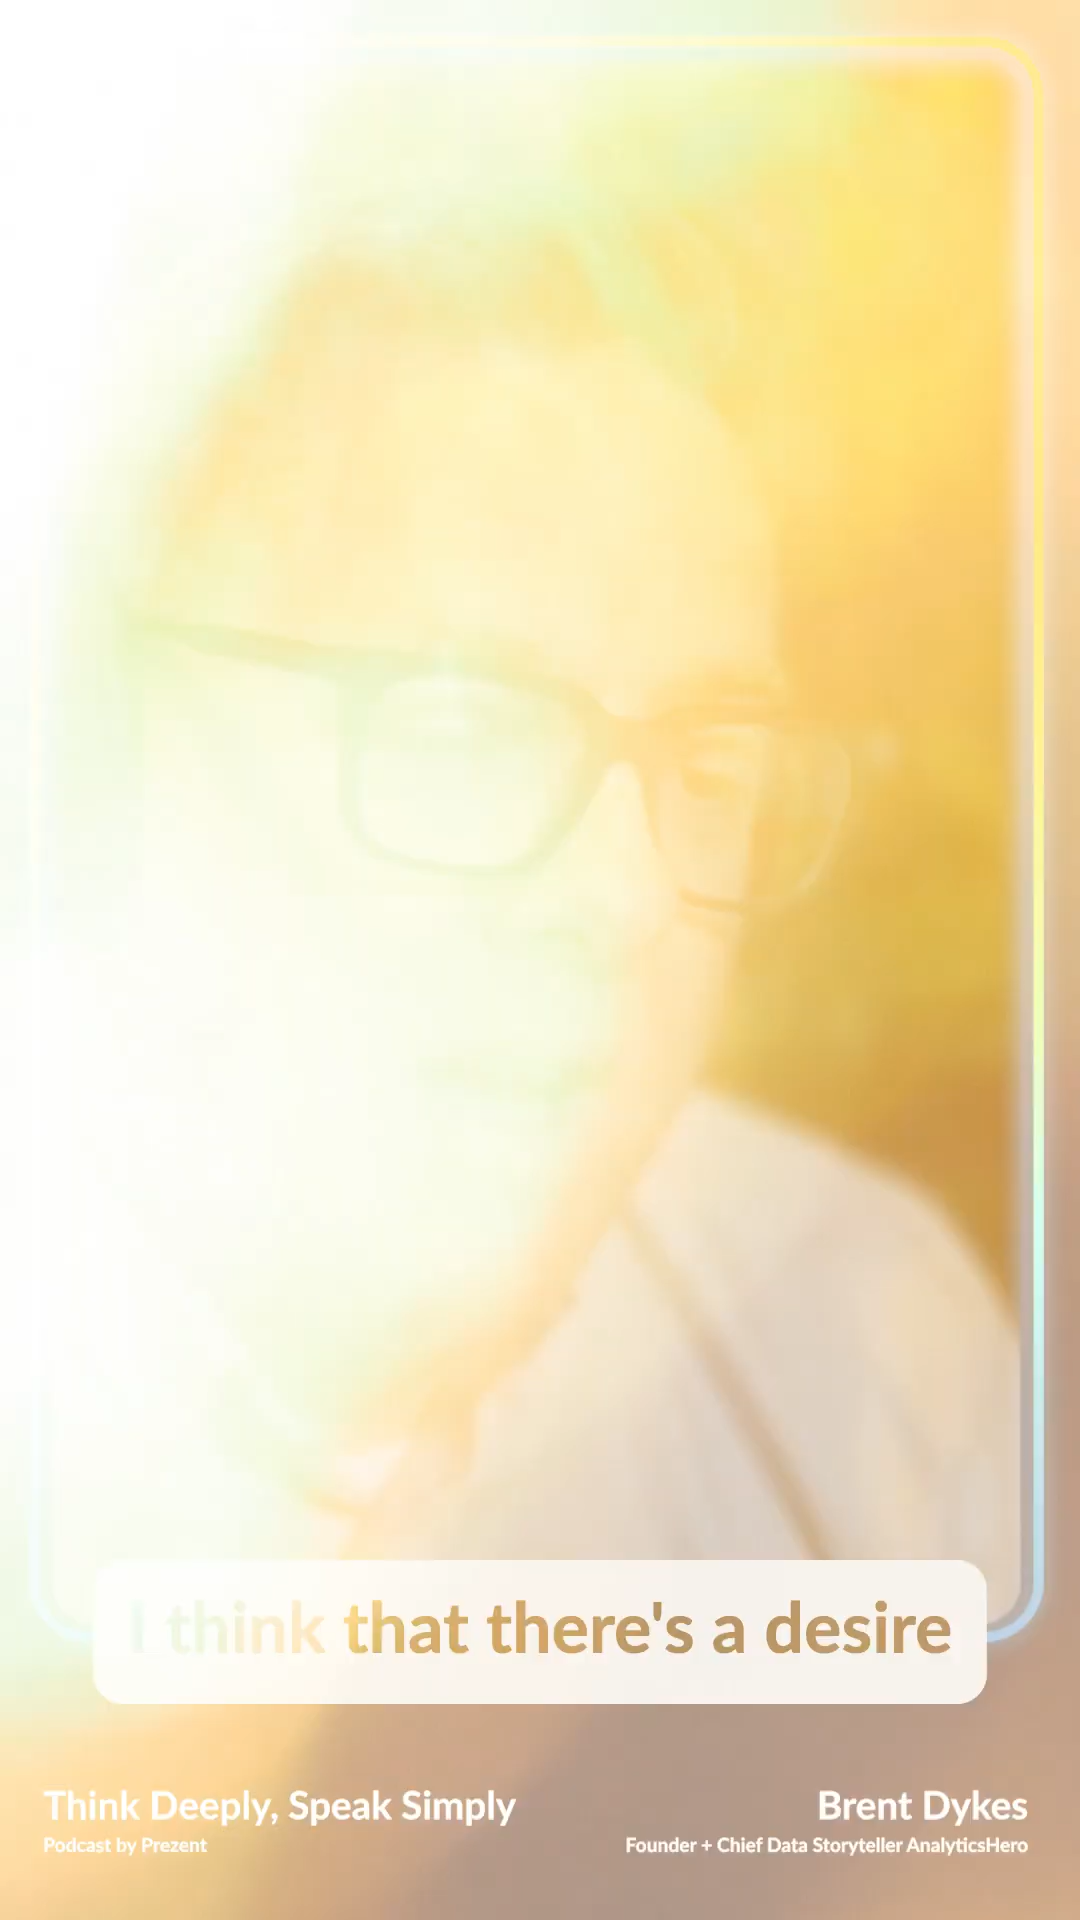 I think that there's a desire
Think Deeply, Speak Simply
Podcast by Prezent
Brent Dykes
Founder + Chief Data Storyteller AnalyticsHero